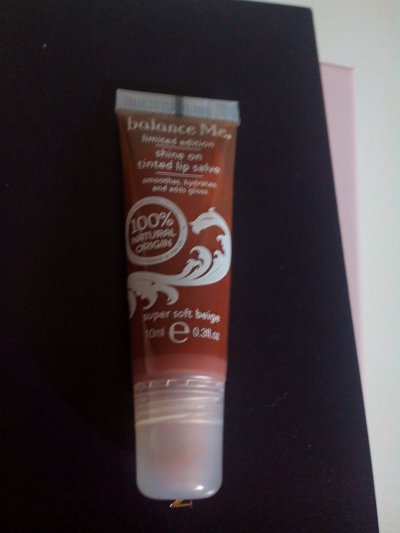 balance Me.
limited edition
shine on
tinted lip salve
smoothes, hydrates
and adds gloss
100%
NATURAL
ORIGIN
super soft beige
10ml e 0.3fl.oz